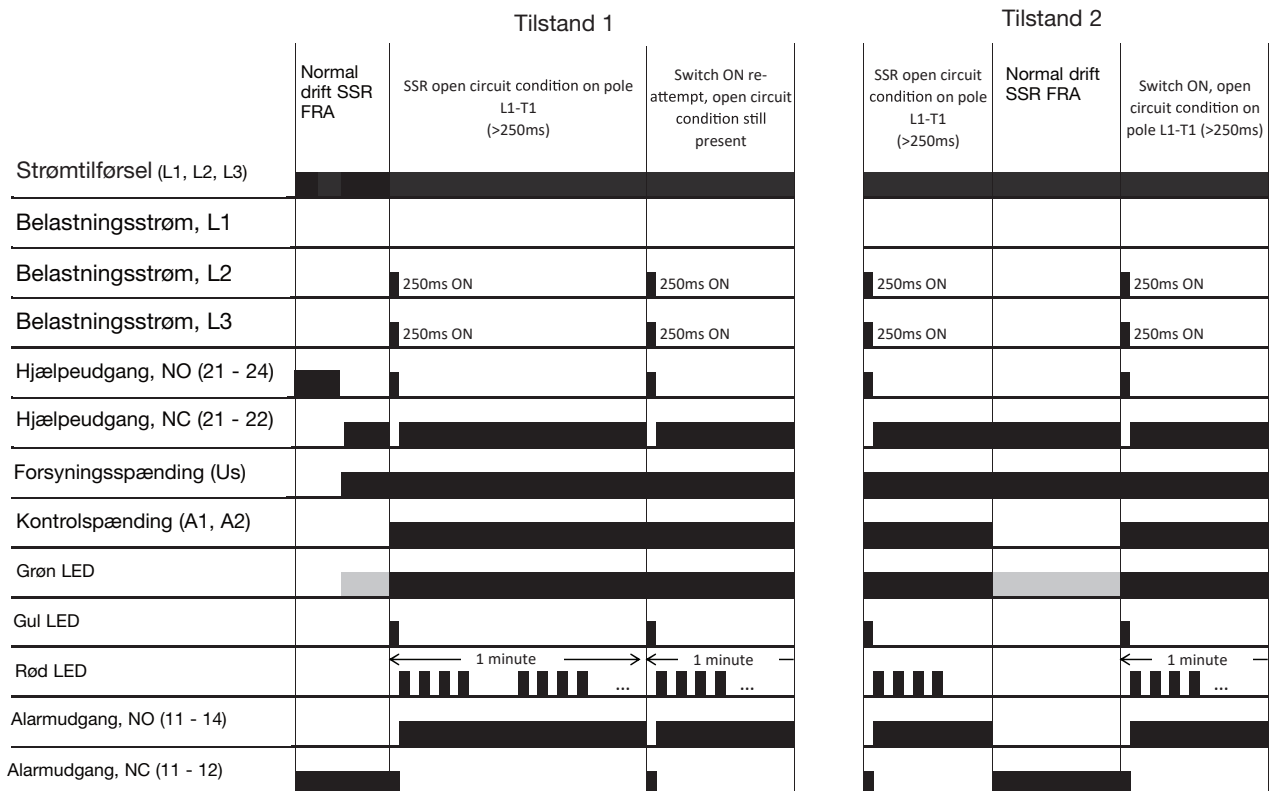 Tilstand 1
Tilstand 2
Normal
drift SSR
FRA
SSR open circuit condition on pole
L1-T1
(>250ms)
Switch ON re-
attempt, open circuit
condition still
present
SSR open circuit
condition on pole
L1-T1
(>250ms)
Normal drift
SSR FRA
Switch ON, open
circuit condition on
pole L1-T1 (>250ms)
Strømtilførsel (L1, L2, L3)
Belastningsstrøm, L1
Belastningsstrøm, L2
250ms ON
250ms ON
250ms ON
250ms ON
Belastningsstrøm, L3
250ms ON
250ms ON
250ms ON
250ms ON
Hjælpeudgang, NO (21 - 24)
Hjælpeudgang, NC (21 - 22)
Forsyningsspænding (Us)
Kontrolspænding (A1, A2)
Grøn LED
Gul LED
Rød LED
1 minute
1 minute
1 minute
...
...
...
Alarmudgang, NO (11 - 14)
Alarmudgang, NC (11 - 12)